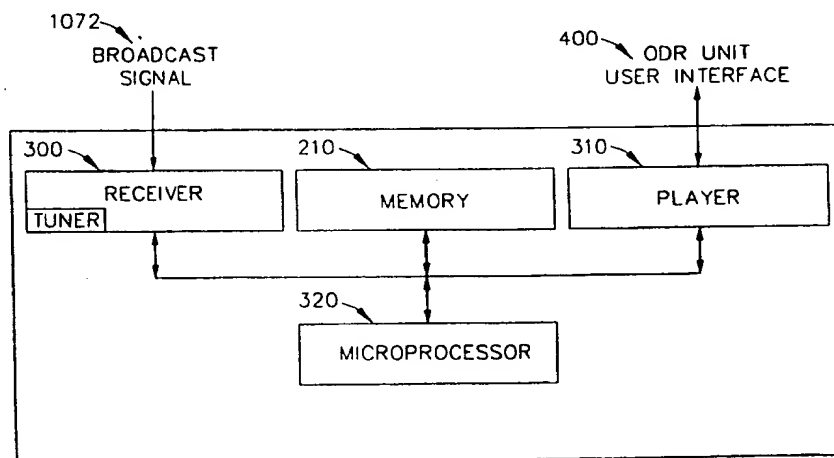 1072
BROADCAST
SIGNAL
400
ODR UNIT
USER INTERFACE
300
210
310
RECEIVER
TUNER
MEMORY
PLAYER
320
MICROPROCESSOR